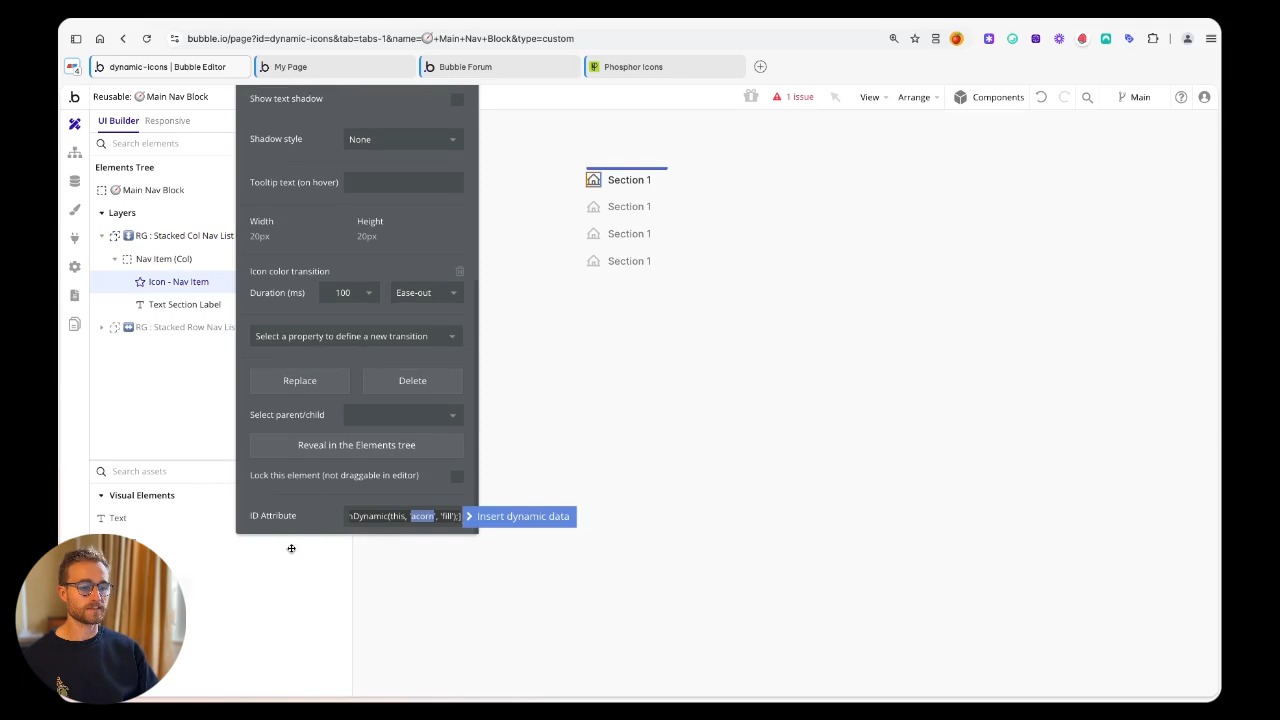 bubble.io/page?id=dynamic-icons&tab=tabs-1&name=🧭+Main+Nav+Block&type=custom
4
dynamic-icons | Bubble Editor
My Page
Bubble Forum
Phosphor Icons
Reusable: 🧭 Main Nav Block
1 issue
View
Arrange
Components
Main
UI Builder
Responsive
Search elements
Elements Tree
🧭 Main Nav Block
Layers
RG : Stacked Col Nav List
Nav Item (Col)
Icon - Nav Item
Text Section Label
RG : Stacked Row Nav Lis
Search assets
Visual Elements
Text
Show text shadow
Shadow style
None
Tooltip text (on hover)
Width
Height
20px
20px
Icon color transition
Duration (ms)
100
Ease-out
Select a property to define a new transition
Replace
Delete
Select parent/child
Reveal in the Elements tree
Lock this element (not draggable in editor)
ID Attribute
nDynamic(this, 'acorn', 'fill');]
Insert dynamic data
Section 1
Section 1
Section 1
Section 1